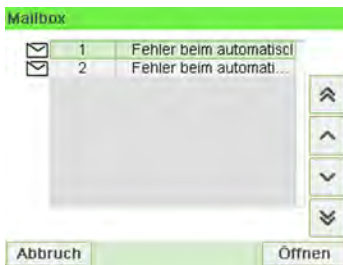 Mailbox
1 Fehler beim automatiscl
2 Fehler beim automati...
Abbruch Öffnen